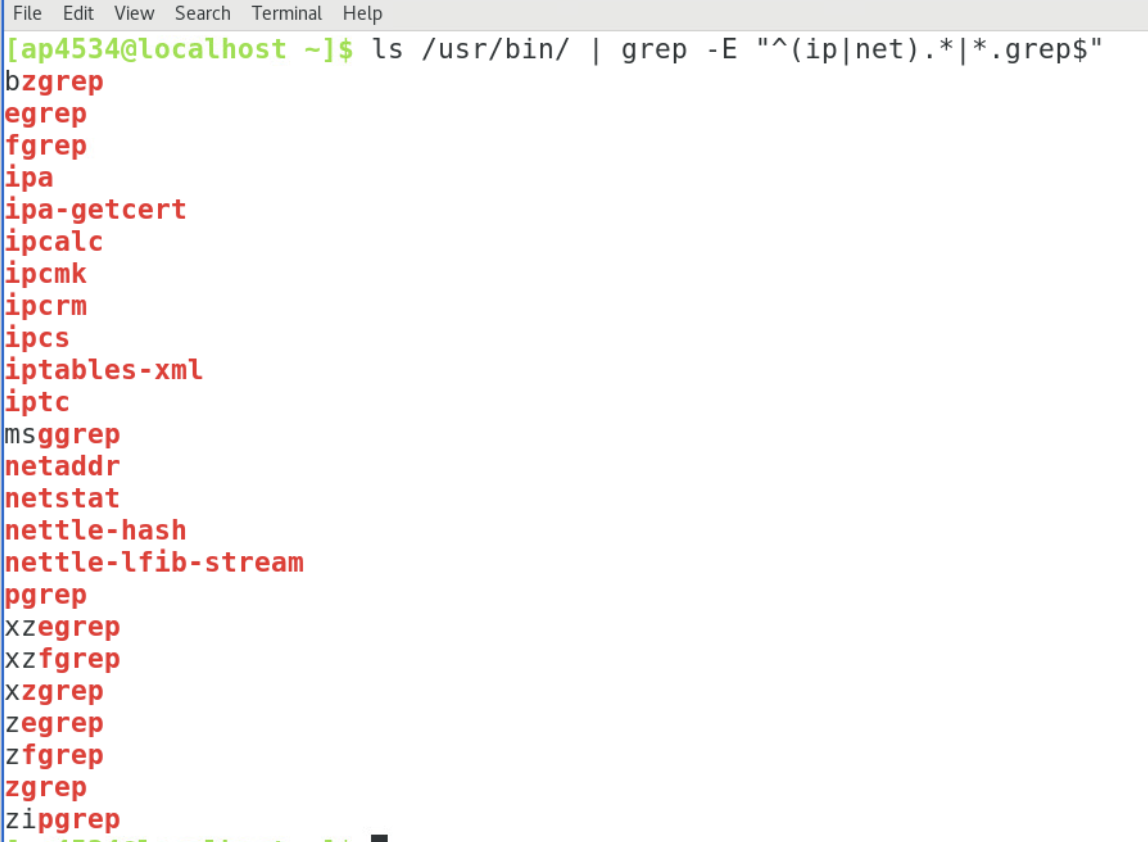 File Edit View Search Terminal Help
[ap4534@localhost ~]$ ls /usr/bin/ | grep -E "^(ip|net).*|*.grep$"
bzgrep
egrep
fgrep
ipa
ipa-getcert
ipcalc
ipcmk
ipcrm
ipcs
iptables-xml
iptc
msggrep
netaddr
netstat
nettle-hash
nettle-lfib-stream
pgrep
xzegrep
xzfgrep
xzgrep
zegrep
zfgrep
zgrep
zipgrep